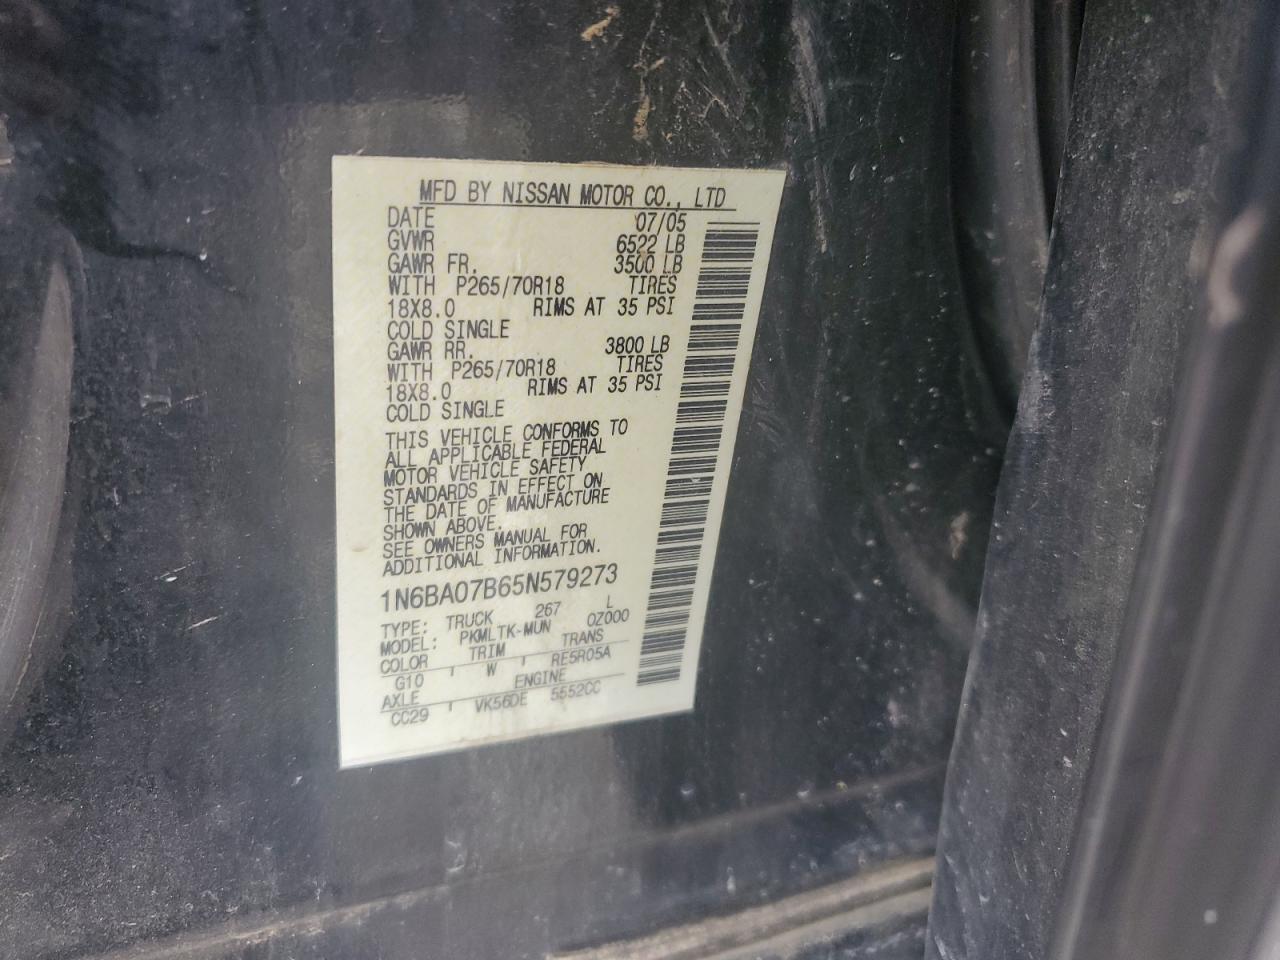 MFD BY NISSAN MOTOR CO., LTD
DATE 07/05
GVWR 6522 LB
GAWR FR. 3500 LB
WITH P265/70R18 TIRES
18X8.0 RIMS AT 35 PSI
COLD SINGLE
GAWR RR. 3800 LB
WITH P265/70R18 TIRES
18X8.0 RIMS AT 35 PSI
COLD SINGLE
THIS VEHICLE CONFORMS TO
ALL APPLICABLE FEDERAL
MOTOR VEHICLE SAFETY
STANDARDS IN EFFECT ON
THE DATE OF MANUFACTURE
SHOWN ABOVE.
SEE OWNERS MANUAL FOR
ADDITIONAL INFORMATION.
1N6BA07B65N579273
TYPE: TRUCK 267 L
MODEL: PKMLTK-MUN 0Z000
COLOR TRIM TRANS
G10 W RE5R05A
AXLE ENGINE
CC29 VK56DE 5552CC